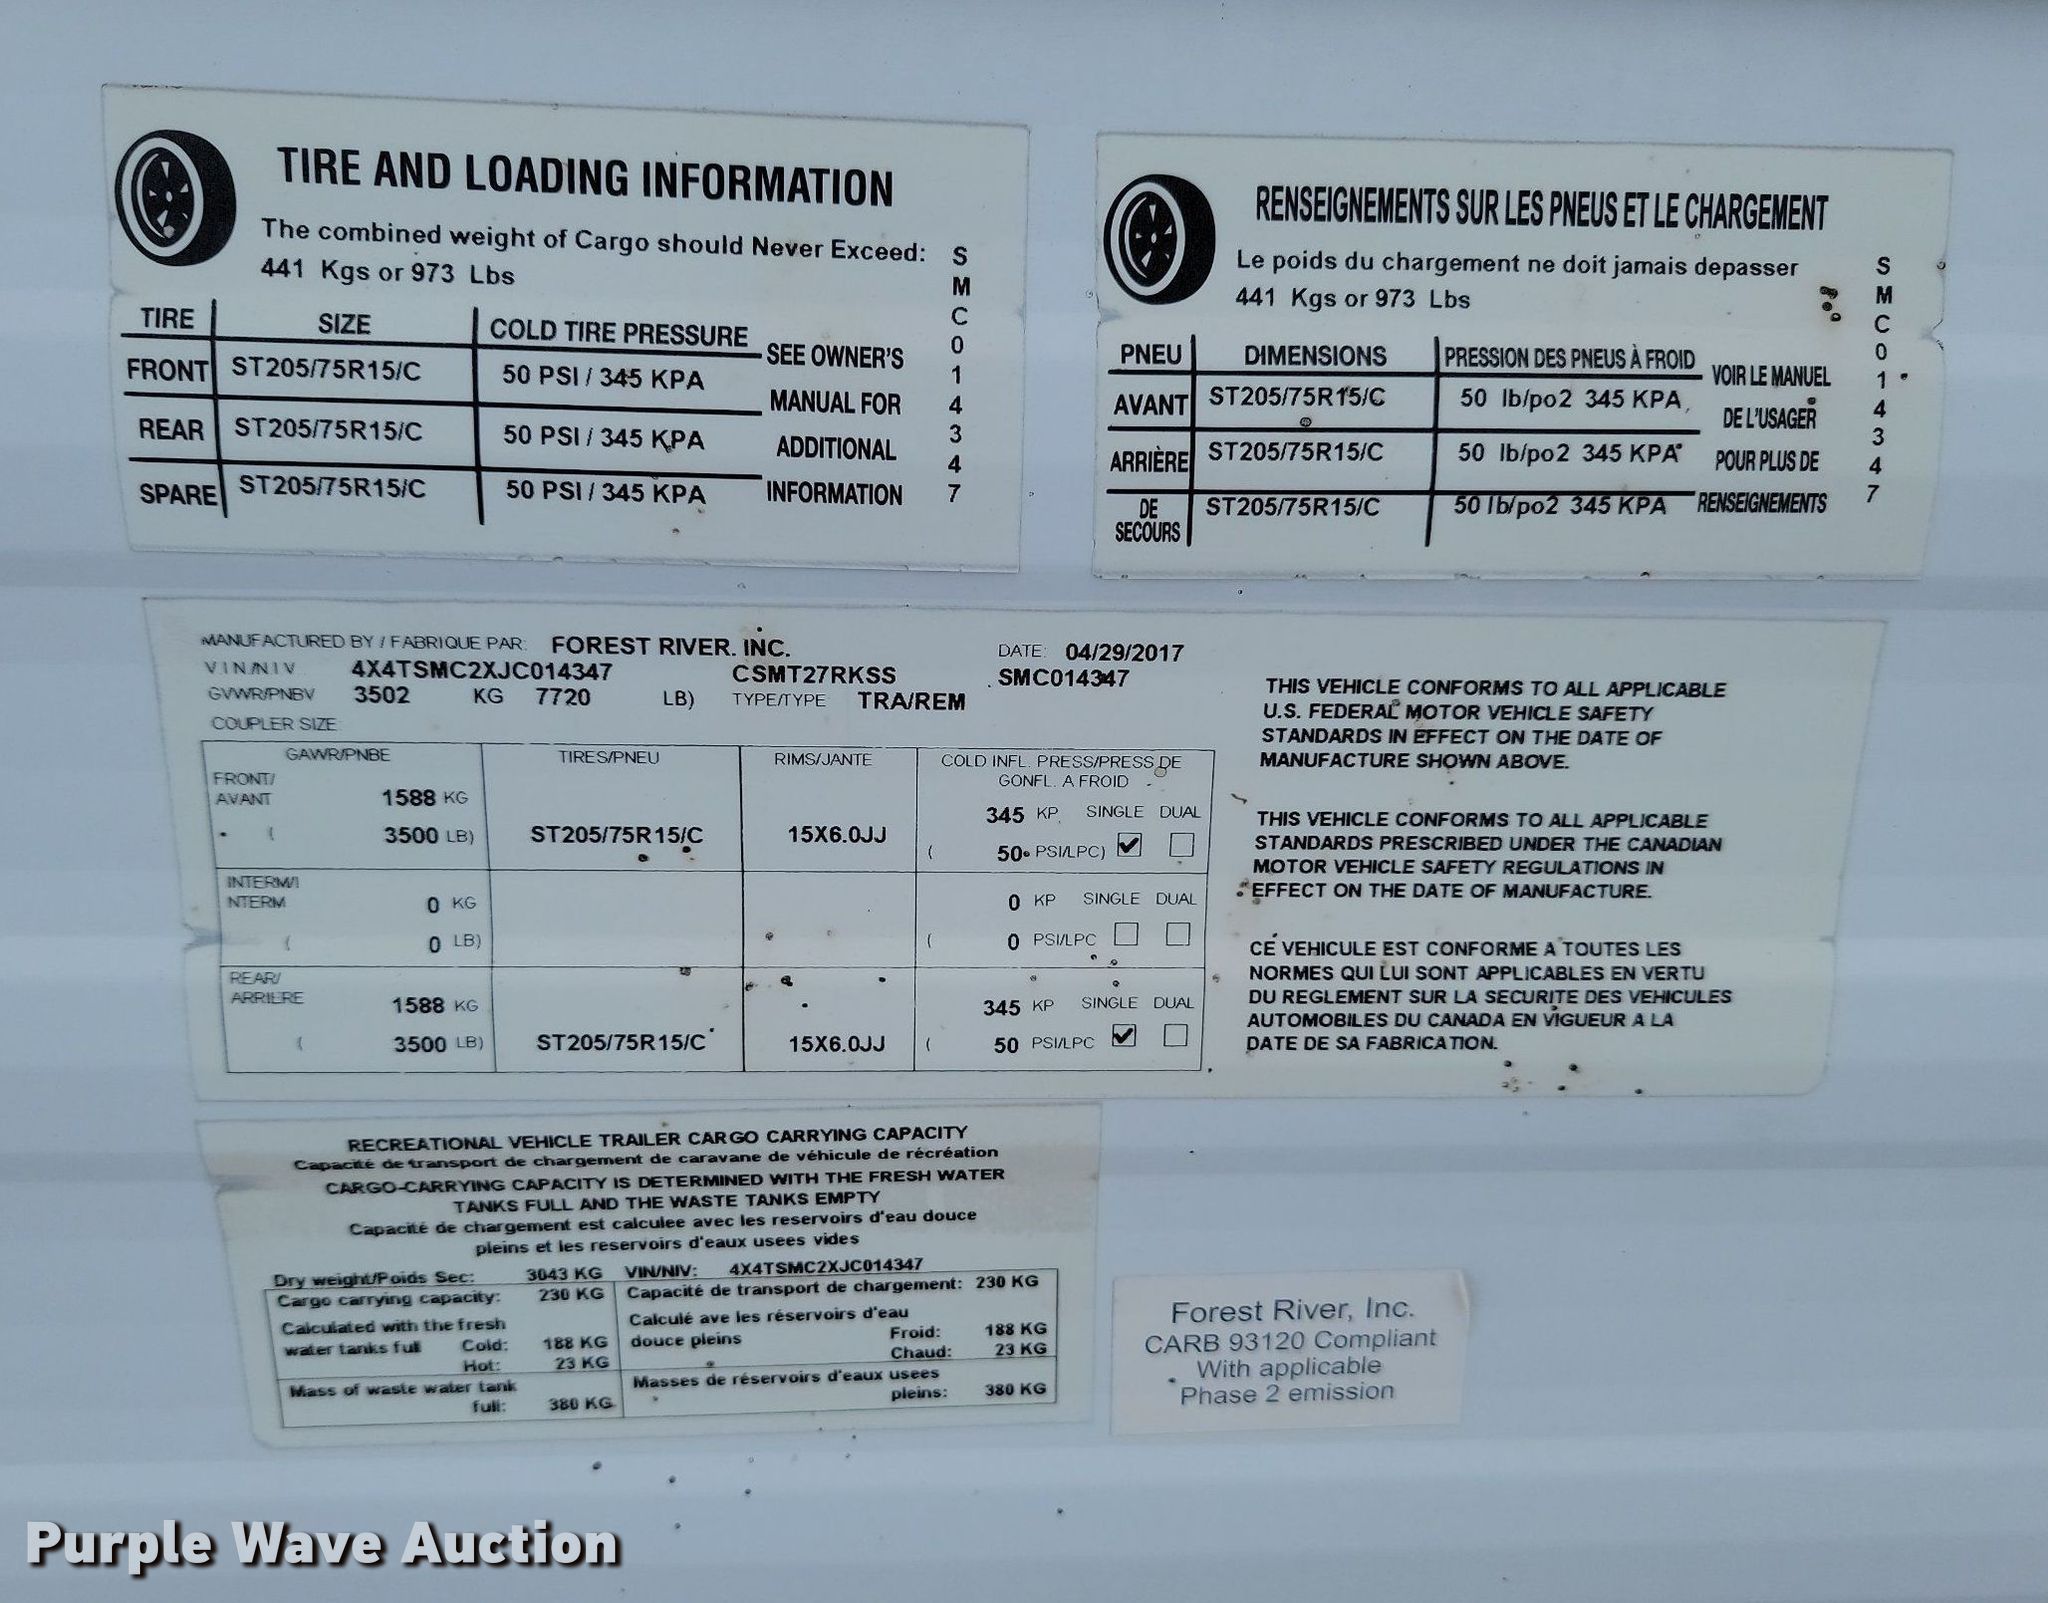 TIRE AND LOADING INFORMATION
The combined weight of Cargo should Never Exceed:
441 Kgs or 973 Lbs
TIRE SIZE COLD TIRE PRESSURE
FRONT ST205/75R15/C 50 PSI / 345 KPA
REAR ST205/75R15/C 50 PSI / 345 KPA
SPARE ST205/75R15/C 50 PSI / 345 KPA
SEE OWNER'S
MANUAL FOR
ADDITIONAL
INFORMATION
SMC014347
RENSEIGNEMENTS SUR LES PNEUS ET LE CHARGEMENT
Le poids du chargement ne doit jamais depasser
441 Kgs or 973 Lbs
PNEU DIMENSIONS PRESSION DES PNEUS À FROID
AVANT ST205/75R15/C 50 lb/po2 345 KPA
ARRIÈRE ST205/75R15/C 50 lb/po2 345 KPA
DE SECOURS ST205/75R15/C 50 lb/po2 345 KPA
VOIR LE MANUEL
DE L'USAGER
POUR PLUS DE
RENSEIGNEMENTS
SMC014347
MANUFACTURED BY / FABRIQUE PAR: FOREST RIVER. INC. DATE: 04/29/2017
V.I.N./N.I.V 4X4TSMC2XJC014347 CSMT27RKSS SMC014347
GVWR/PNBV 3502 KG 7720 LB) TYPE/TYPE TRA/REM
COUPLER SIZE:
GAWR/PNBE TIRES/PNEU RIMS/JANTE COLD INFL. PRESS/PRESS DE
GONFL. A FROID
FRONT/
AVANT 1588 KG 345 KP SINGLE DUAL
( 3500 LB) ST205/75R15/C 15X6.0JJ ( 50 PSI/LPC)
INTERM/I
NTERM 0 KG 0 KP SINGLE DUAL
( 0 LB) ( 0 PSI/LPC
REAR/
ARRIERE 1588 KG 345 KP SINGLE DUAL
( 3500 LB) ST205/75R15/C 15X6.0JJ ( 50 PSI/LPC
THIS VEHICLE CONFORMS TO ALL APPLICABLE
U.S. FEDERAL MOTOR VEHICLE SAFETY
STANDARDS IN EFFECT ON THE DATE OF
MANUFACTURE SHOWN ABOVE.
THIS VEHICLE CONFORMS TO ALL APPLICABLE
STANDARDS PRESCRIBED UNDER THE CANADIAN
MOTOR VEHICLE SAFETY REGULATIONS IN
EFFECT ON THE DATE OF MANUFACTURE.
CE VEHICULE EST CONFORME A TOUTES LES
NORMES QUI LUI SONT APPLICABLES EN VERTU
DU REGLEMENT SUR LA SECURITE DES VEHICULES
AUTOMOBILES DU CANADA EN VIGUEUR A LA
DATE DE SA FABRICATION.
RECREATIONAL VEHICLE TRAILER CARGO CARRYING CAPACITY
Capacité de transport de chargement de caravane de véhicule de récréation
CARGO-CARRYING CAPACITY IS DETERMINED WITH THE FRESH WATER
TANKS FULL AND THE WASTE TANKS EMPTY
Capacité de chargement est calculee avec les reservoirs d'eau douce
pleins et les reservoirs d'eaux usees vides
Dry weight/Poids Sec: 3043 KG VIN/NIV: 4X4TSMC2XJC014347
Cargo carrying capacity: 230 KG Capacité de transport de chargement: 230 KG
Calculated with the fresh Calculé ave les réservoirs d'eau
water tanks full Cold: 188 KG douce pleins Froid: 188 KG
Hot: 23 KG Chaud: 23 KG
Mass of waste water tank Masses de réservoirs d'eaux usees
full: 380 KG pleins: 380 KG
Forest River, Inc.
CARB 93120 Compliant
With applicable
Phase 2 emission
Purple Wave Auction